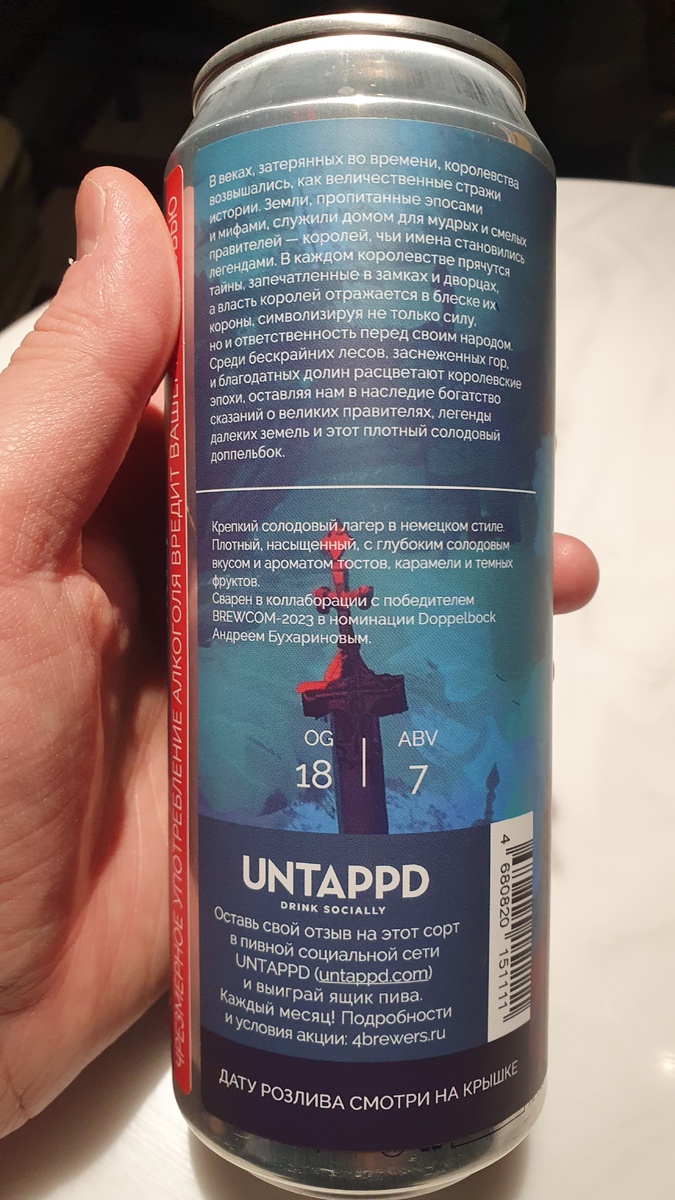 В веках, затерянных во времени, королевства
возвышались, как величественные стражи
истории. Земли, пропитанные эпосами
и мифами, служили домом для мудрых и смелых
правителей — королей, чьи имена становились
легендами. В каждом королевстве прячутся
тайны, запечатленные в замках и дворцах,
а власть королей отражается в блеске их
короны, символизируя не только силу,
но и ответственность перед своим народом.
Среди бескрайних лесов, заснеженных гор,
и благодатных долин расцветают королевские
эпохи, оставляя нам в наследие богатство
сказаний о великих правителях, легенды
далеких земель и этот плотный солодовый
доппельбок.
Крепкий солодовый лагер в немецком стиле.
Плотный, насыщенный, с глубоким солодовым
вкусом и ароматом тостов, карамели и темных
фруктов.
Сварен в коллаборации с победителем
BREWCOM-2023 в номинации Doppelbock
Андреем Бухариновым.
OG ABV
18 7
UNTAPPD
DRINK SOCIALLY
Оставь свой отзыв на этот сорт
в пивной социальной сети
UNTAPPD (untappd.com)
и выиграй ящик пива.
Каждый месяц! Подробности
и условия акции: 4brewers.ru
4 680820 151111
ДАТУ РОЗЛИВА СМОТРИ НА КРЫШКЕ
ЧРЕЗМЕРНОЕ УПОТРЕБЛЕНИЕ АЛКОГОЛЯ ВРЕДИТ